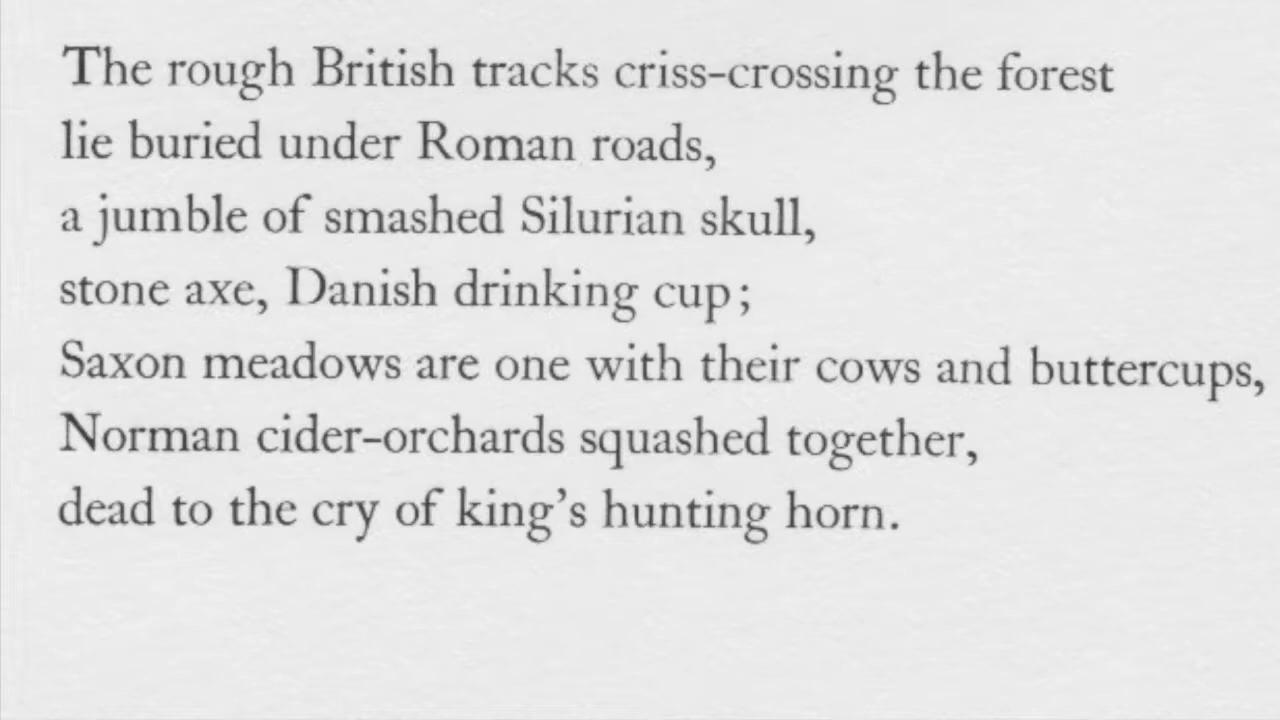 The rough British tracks criss-crossing the forest
lie buried under Roman roads,
a jumble of smashed Silurian skull,
stone axe, Danish drinking cup;
Saxon meadows are one with their cows and buttercups,
Norman cider-orchards squashed together,
dead to the cry of king's hunting horn.